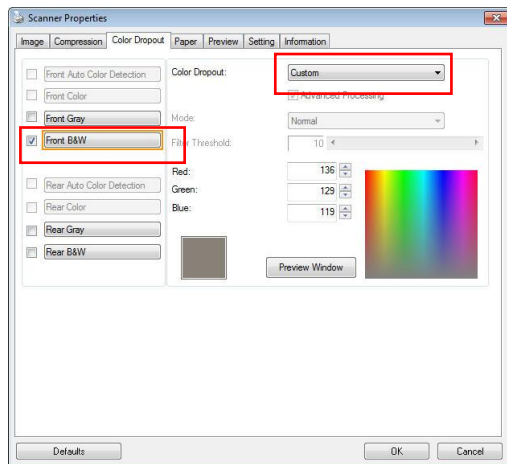 Scanner Properties
Image Compression Color Dropout Paper Preview Setting Information
Front Auto Color Detection
Front Color
Front Gray
Front B&W
Rear Auto Color Detection
Rear Color
Rear Gray
Rear B&W
Color Dropout: Custom
Advanced Processing
Mode: Normal
Filter Threshold: 10
Red: 136
Green: 129
Blue: 119
Preview Window
Defaults OK Cancel